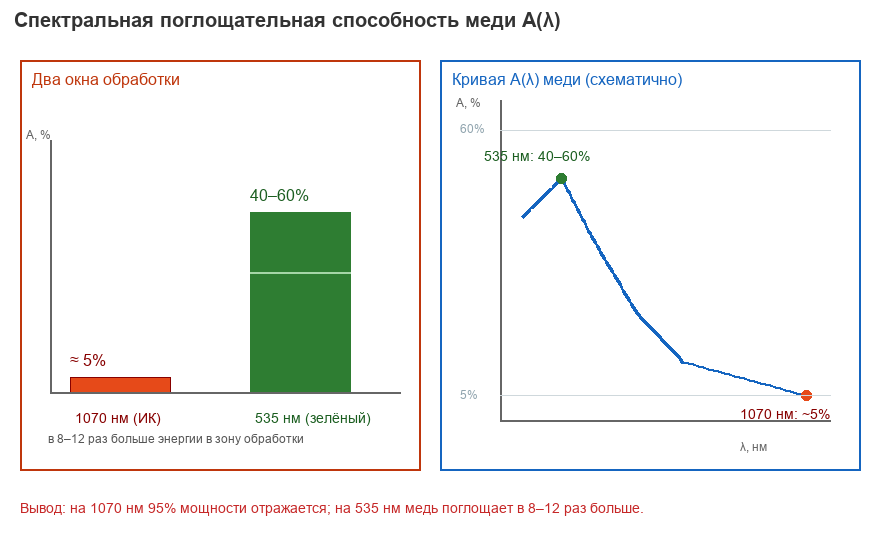 Спектральная поглощательная способность меди A(λ)
Два окна обработки
A, %
40–60%
≈ 5%
1070 нм (ИК)
535 нм (зелёный)
в 8–12 раз больше энергии в зону обработки
Кривая A(λ) меди (схематично)
A, %
60%
535 нм: 40–60%
5%
1070 нм: ~5%
λ, нм
Вывод: на 1070 нм 95% мощности отражается; на 535 нм медь поглощает в 8–12 раз больше.